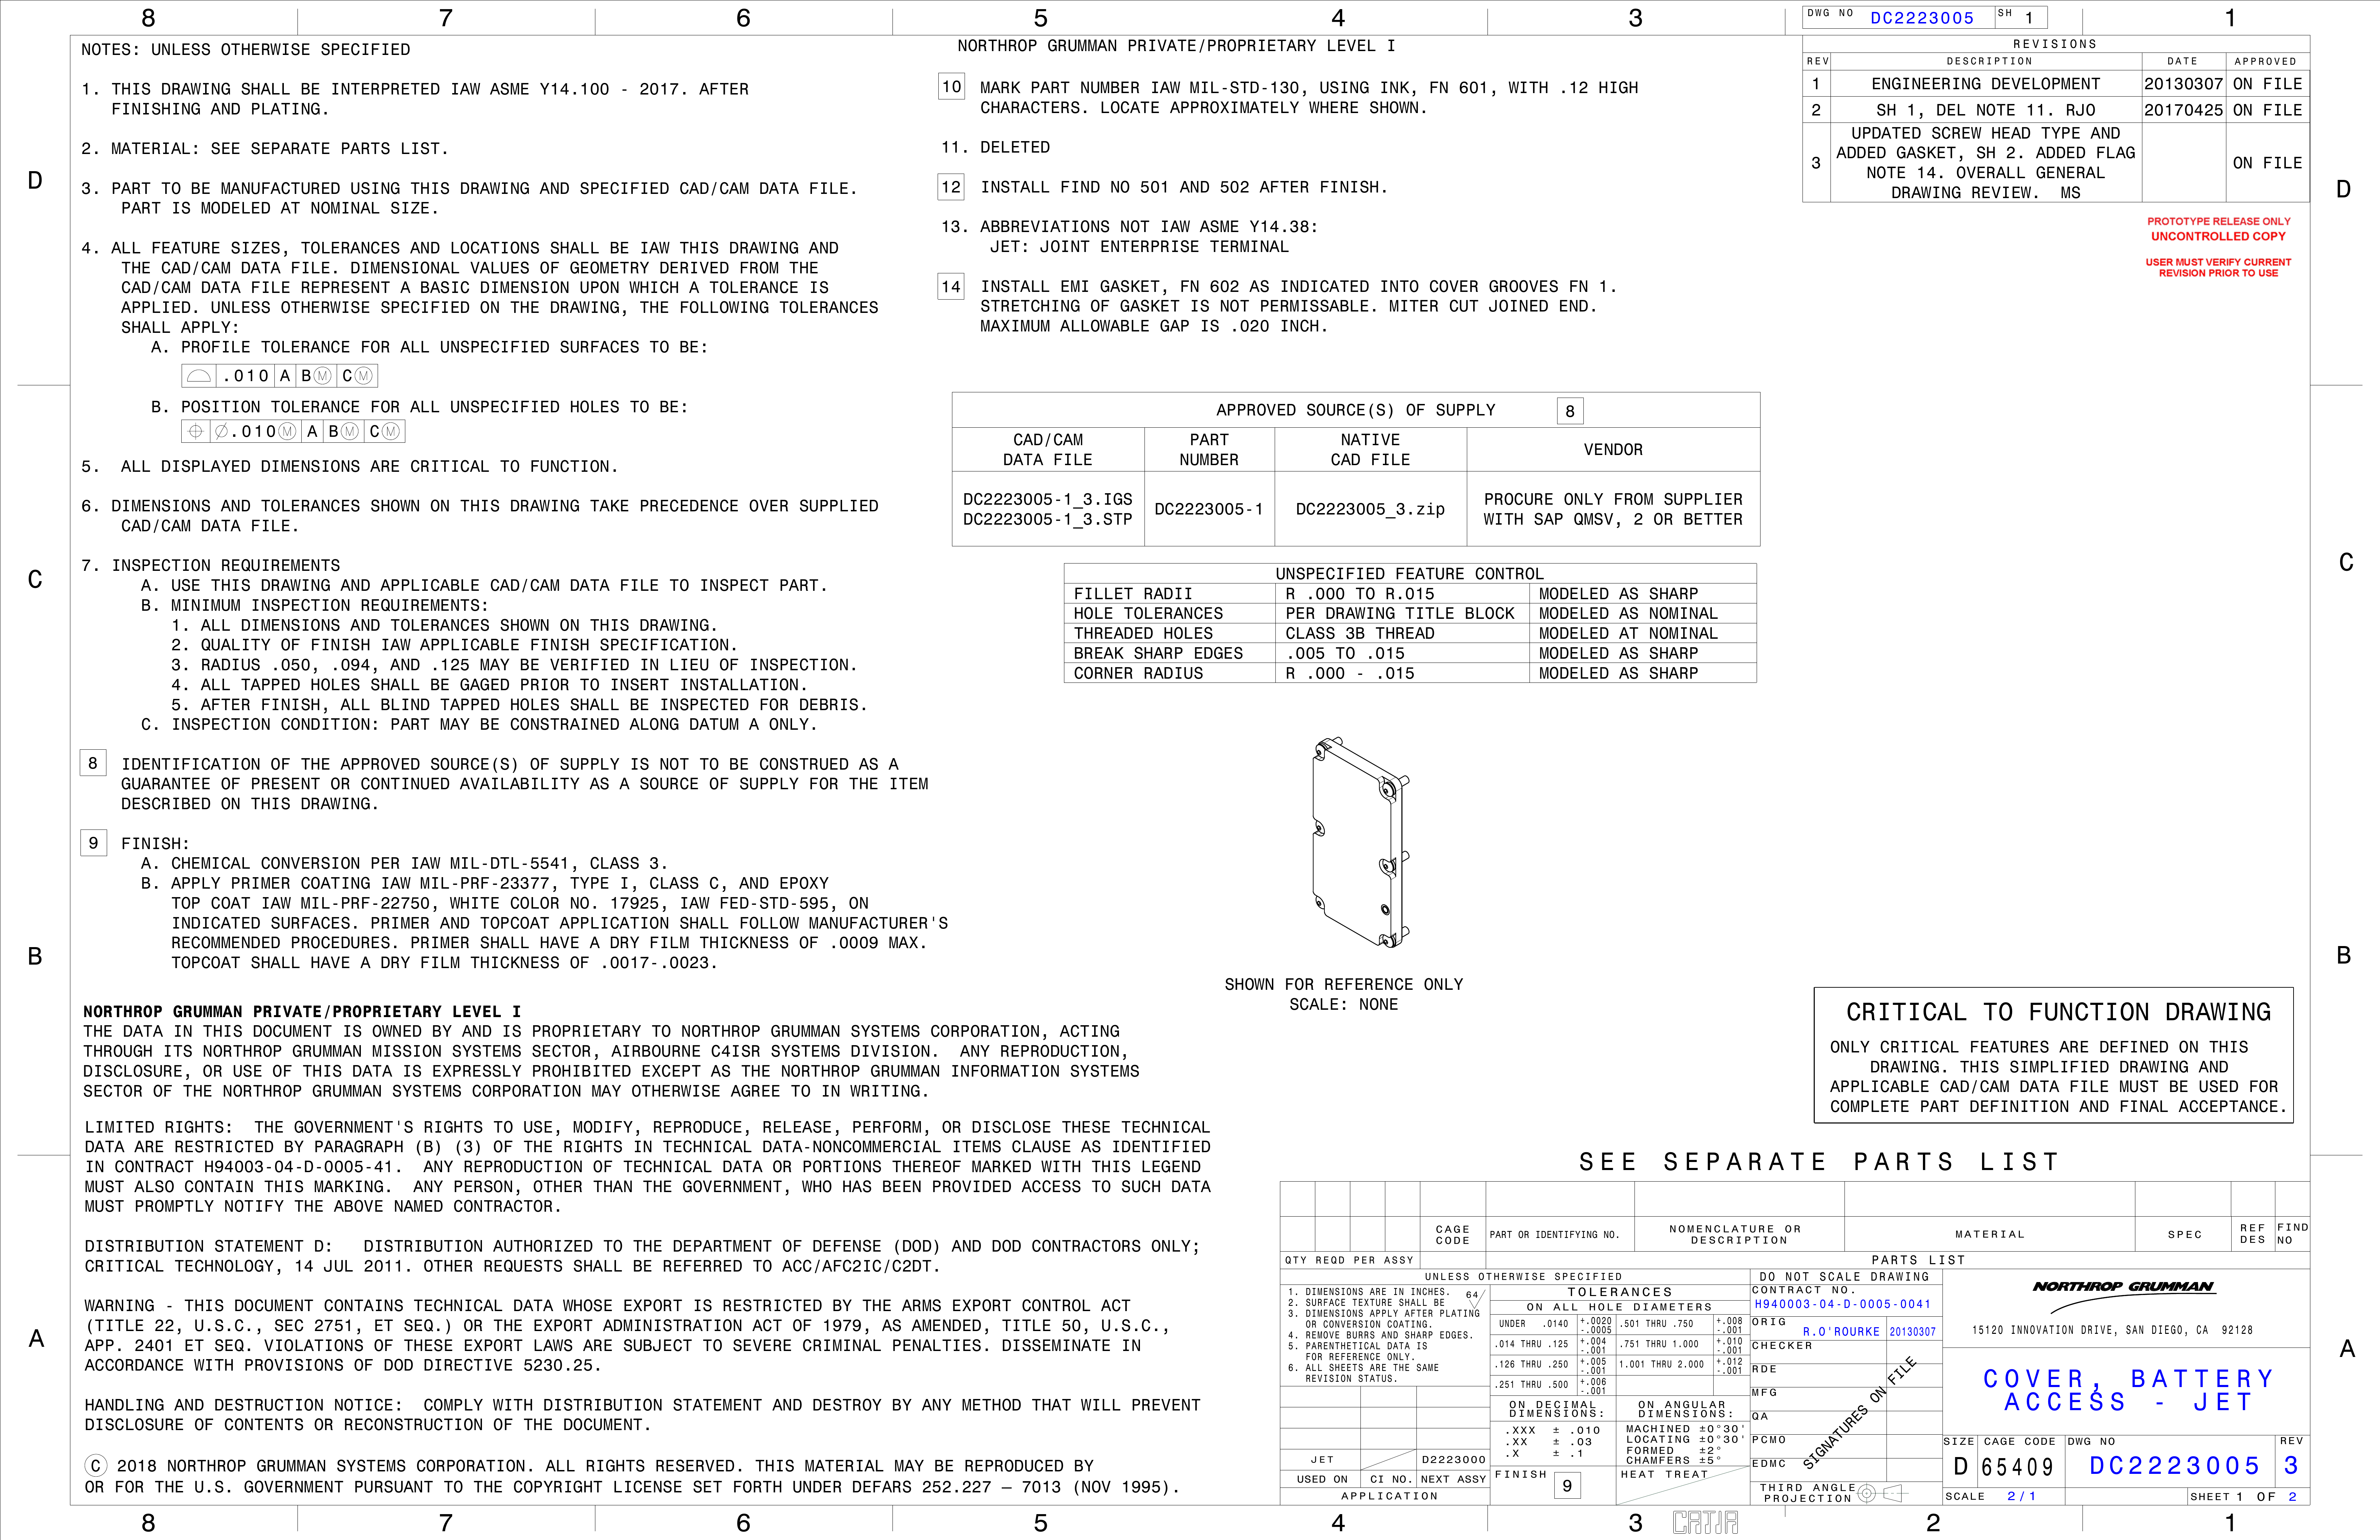 8 7 6 5 4 3 1
DWG NO DC2223005 SH 1
NOTES: UNLESS OTHERWISE SPECIFIED
1. THIS DRAWING SHALL BE INTERPRETED IAW ASME Y14.100 - 2017. AFTER
FINISHING AND PLATING.
2. MATERIAL: SEE SEPARATE PARTS LIST.
3. PART TO BE MANUFACTURED USING THIS DRAWING AND SPECIFIED CAD/CAM DATA FILE.
PART IS MODELED AT NOMINAL SIZE.
4. ALL FEATURE SIZES, TOLERANCES AND LOCATIONS SHALL BE IAW THIS DRAWING AND
THE CAD/CAM DATA FILE. DIMENSIONAL VALUES OF GEOMETRY DERIVED FROM THE
CAD/CAM DATA FILE REPRESENT A BASIC DIMENSION UPON WHICH A TOLERANCE IS
APPLIED. UNLESS OTHERWISE SPECIFIED ON THE DRAWING, THE FOLLOWING TOLERANCES
SHALL APPLY:
A. PROFILE TOLERANCE FOR ALL UNSPECIFIED SURFACES TO BE:
⌓ .010 A BⓂ CⓂ
B. POSITION TOLERANCE FOR ALL UNSPECIFIED HOLES TO BE:
⌖ ⌀.010Ⓜ A BⓂ CⓂ
5. ALL DISPLAYED DIMENSIONS ARE CRITICAL TO FUNCTION.
6. DIMENSIONS AND TOLERANCES SHOWN ON THIS DRAWING TAKE PRECEDENCE OVER SUPPLIED
CAD/CAM DATA FILE.
7. INSPECTION REQUIREMENTS
A. USE THIS DRAWING AND APPLICABLE CAD/CAM DATA FILE TO INSPECT PART.
B. MINIMUM INSPECTION REQUIREMENTS:
1. ALL DIMENSIONS AND TOLERANCES SHOWN ON THIS DRAWING.
2. QUALITY OF FINISH IAW APPLICABLE FINISH SPECIFICATION.
3. RADIUS .050, .094, AND .125 MAY BE VERIFIED IN LIEU OF INSPECTION.
4. ALL TAPPED HOLES SHALL BE GAGED PRIOR TO INSERT INSTALLATION.
5. AFTER FINISH, ALL BLIND TAPPED HOLES SHALL BE INSPECTED FOR DEBRIS.
C. INSPECTION CONDITION: PART MAY BE CONSTRAINED ALONG DATUM A ONLY.
8 IDENTIFICATION OF THE APPROVED SOURCE(S) OF SUPPLY IS NOT TO BE CONSTRUED AS A
GUARANTEE OF PRESENT OR CONTINUED AVAILABILITY AS A SOURCE OF SUPPLY FOR THE ITEM
DESCRIBED ON THIS DRAWING.
9 FINISH:
A. CHEMICAL CONVERSION PER IAW MIL-DTL-5541, CLASS 3.
B. APPLY PRIMER COATING IAW MIL-PRF-23377, TYPE I, CLASS C, AND EPOXY
TOP COAT IAW MIL-PRF-22750, WHITE COLOR NO. 17925, IAW FED-STD-595, ON
INDICATED SURFACES. PRIMER AND TOPCOAT APPLICATION SHALL FOLLOW MANUFACTURER'S
RECOMMENDED PROCEDURES. PRIMER SHALL HAVE A DRY FILM THICKNESS OF .0009 MAX.
TOPCOAT SHALL HAVE A DRY FILM THICKNESS OF .0017-.0023.
NORTHROP GRUMMAN PRIVATE/PROPRIETARY LEVEL I
THE DATA IN THIS DOCUMENT IS OWNED BY AND IS PROPRIETARY TO NORTHROP GRUMMAN SYSTEMS CORPORATION, ACTING
THROUGH ITS NORTHROP GRUMMAN MISSION SYSTEMS SECTOR, AIRBOURNE C4ISR SYSTEMS DIVISION. ANY REPRODUCTION,
DISCLOSURE, OR USE OF THIS DATA IS EXPRESSLY PROHIBITED EXCEPT AS THE NORTHROP GRUMMAN INFORMATION SYSTEMS
SECTOR OF THE NORTHROP GRUMMAN SYSTEMS CORPORATION MAY OTHERWISE AGREE TO IN WRITING.
LIMITED RIGHTS: THE GOVERNMENT'S RIGHTS TO USE, MODIFY, REPRODUCE, RELEASE, PERFORM, OR DISCLOSE THESE TECHNICAL
DATA ARE RESTRICTED BY PARAGRAPH (B) (3) OF THE RIGHTS IN TECHNICAL DATA-NONCOMMERCIAL ITEMS CLAUSE AS IDENTIFIED
IN CONTRACT H94003-04-D-0005-41. ANY REPRODUCTION OF TECHNICAL DATA OR PORTIONS THEREOF MARKED WITH THIS LEGEND
MUST ALSO CONTAIN THIS MARKING. ANY PERSON, OTHER THAN THE GOVERNMENT, WHO HAS BEEN PROVIDED ACCESS TO SUCH DATA
MUST PROMPTLY NOTIFY THE ABOVE NAMED CONTRACTOR.
DISTRIBUTION STATEMENT D: DISTRIBUTION AUTHORIZED TO THE DEPARTMENT OF DEFENSE (DOD) AND DOD CONTRACTORS ONLY;
CRITICAL TECHNOLOGY, 14 JUL 2011. OTHER REQUESTS SHALL BE REFERRED TO ACC/AFC2IC/C2DT.
WARNING - THIS DOCUMENT CONTAINS TECHNICAL DATA WHOSE EXPORT IS RESTRICTED BY THE ARMS EXPORT CONTROL ACT
(TITLE 22, U.S.C., SEC 2751, ET SEQ.) OR THE EXPORT ADMINISTRATION ACT OF 1979, AS AMENDED, TITLE 50, U.S.C.,
APP. 2401 ET SEQ. VIOLATIONS OF THESE EXPORT LAWS ARE SUBJECT TO SEVERE CRIMINAL PENALTIES. DISSEMINATE IN
ACCORDANCE WITH PROVISIONS OF DOD DIRECTIVE 5230.25.
HANDLING AND DESTRUCTION NOTICE: COMPLY WITH DISTRIBUTION STATEMENT AND DESTROY BY ANY METHOD THAT WILL PREVENT
DISCLOSURE OF CONTENTS OR RECONSTRUCTION OF THE DOCUMENT.
Ⓒ 2018 NORTHROP GRUMMAN SYSTEMS CORPORATION. ALL RIGHTS RESERVED. THIS MATERIAL MAY BE REPRODUCED BY
OR FOR THE U.S. GOVERNMENT PURSUANT TO THE COPYRIGHT LICENSE SET FORTH UNDER DEFARS 252.227 – 7013 (NOV 1995).
NORTHROP GRUMMAN PRIVATE/PROPRIETARY LEVEL I
10 MARK PART NUMBER IAW MIL-STD-130, USING INK, FN 601, WITH .12 HIGH
CHARACTERS. LOCATE APPROXIMATELY WHERE SHOWN.
11. DELETED
12 INSTALL FIND NO 501 AND 502 AFTER FINISH.
13. ABBREVIATIONS NOT IAW ASME Y14.38:
JET: JOINT ENTERPRISE TERMINAL
14 INSTALL EMI GASKET, FN 602 AS INDICATED INTO COVER GROOVES FN 1.
STRETCHING OF GASKET IS NOT PERMISSABLE. MITER CUT JOINED END.
MAXIMUM ALLOWABLE GAP IS .020 INCH.
APPROVED SOURCE(S) OF SUPPLY 8
CAD/CAM DATA FILE PART NUMBER NATIVE CAD FILE VENDOR
DC2223005-1_3.IGS
DC2223005-1_3.STP
DC2223005-1
DC2223005_3.zip
PROCURE ONLY FROM SUPPLIER
WITH SAP QMSV, 2 OR BETTER
UNSPECIFIED FEATURE CONTROL
FILLET RADII R .000 TO R.015 MODELED AS SHARP
HOLE TOLERANCES PER DRAWING TITLE BLOCK MODELED AS NOMINAL
THREADED HOLES CLASS 3B THREAD MODELED AT NOMINAL
BREAK SHARP EDGES .005 TO .015 MODELED AS SHARP
CORNER RADIUS R .000 - .015 MODELED AS SHARP
SHOWN FOR REFERENCE ONLY
SCALE: NONE
REVISIONS
REV DESCRIPTION DATE APPROVED
1 ENGINEERING DEVELOPMENT 20130307 ON FILE
2 SH 1, DEL NOTE 11. RJO 20170425 ON FILE
3 UPDATED SCREW HEAD TYPE AND
ADDED GASKET, SH 2. ADDED FLAG
NOTE 14. OVERALL GENERAL
DRAWING REVIEW. MS
ON FILE
PROTOTYPE RELEASE ONLY
UNCONTROLLED COPY
USER MUST VERIFY CURRENT
REVISION PRIOR TO USE
D D
C C
B B
A A
CRITICAL TO FUNCTION DRAWING
ONLY CRITICAL FEATURES ARE DEFINED ON THIS
DRAWING. THIS SIMPLIFIED DRAWING AND
APPLICABLE CAD/CAM DATA FILE MUST BE USED FOR
COMPLETE PART DEFINITION AND FINAL ACCEPTANCE.
SEE SEPARATE PARTS LIST
CAGE CODE PART OR IDENTIFYING NO. NOMENCLATURE OR DESCRIPTION MATERIAL SPEC REF DES FIND NO
QTY REQD PER ASSY PARTS LIST
UNLESS OTHERWISE SPECIFIED
1. DIMENSIONS ARE IN INCHES.
2. SURFACE TEXTURE SHALL BE 64
3. DIMENSIONS APPLY AFTER PLATING
OR CONVERSION COATING.
4. REMOVE BURRS AND SHARP EDGES.
5. PARENTHETICAL DATA IS
FOR REFERENCE ONLY.
6. ALL SHEETS ARE THE SAME
REVISION STATUS.
TOLERANCES
ON ALL HOLE DIAMETERS
UNDER .0140 +.0020 -.0005 .501 THRU .750 +.008 -.001
.014 THRU .125 +.004 -.001 .751 THRU 1.000 +.010 -.001
.126 THRU .250 +.005 -.001 1.001 THRU 2.000 +.012 -.001
.251 THRU .500 +.006 -.001
ON DECIMAL DIMENSIONS:
.XXX ± .010
.XX ± .03
.X ± .1
ON ANGULAR DIMENSIONS:
MACHINED ±0°30'
LOCATING ±0°30'
FORMED ±2°
CHAMFERS ±5°
JET D2223000
USED ON CI NO. NEXT ASSY
APPLICATION
FINISH 9
HEAT TREAT
DO NOT SCALE DRAWING
CONTRACT NO.
H940003-04-D-0005-0041
ORIG R.O'ROURKE 20130307
CHECKER
RDE
MFG
QA
PCMO
EDMC
SIGNATURES ON FILE
THIRD ANGLE
PROJECTION
NORTHROP GRUMMAN
15120 INNOVATION DRIVE, SAN DIEGO, CA 92128
COVER, BATTERY
ACCESS - JET
SIZE CAGE CODE DWG NO REV
D 65409 DC2223005 3
SCALE 2/1 SHEET 1 OF 2
8 7 6 5 4 3 CATIA 2 1